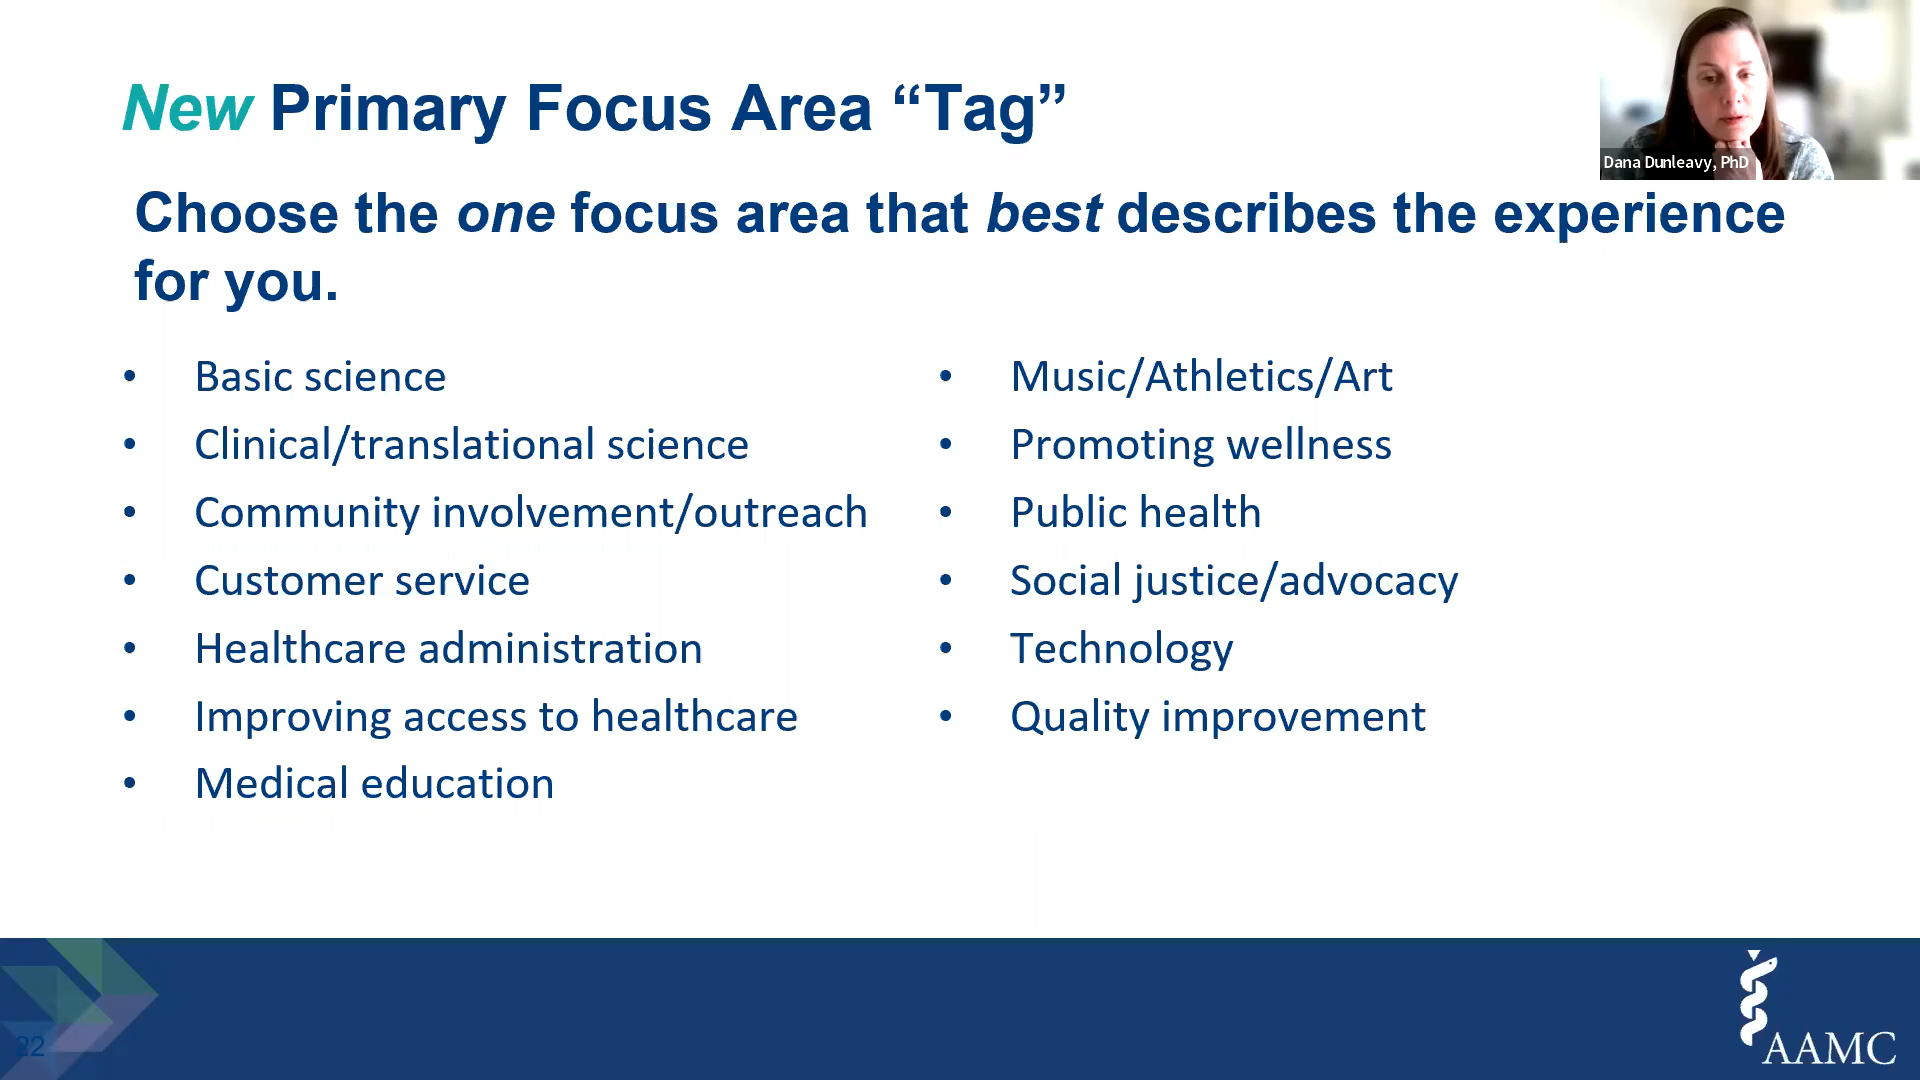 New Primary Focus Area “Tag”
Dana Dunleavy, PhD
Choose the one focus area that best describes the experience
for you.
• Basic science
• Clinical/translational science
• Community involvement/outreach
• Customer service
• Healthcare administration
• Improving access to healthcare
• Medical education
• Music/Athletics/Art
• Promoting wellness
• Public health
• Social justice/advocacy
• Technology
• Quality improvement
22
AAMC